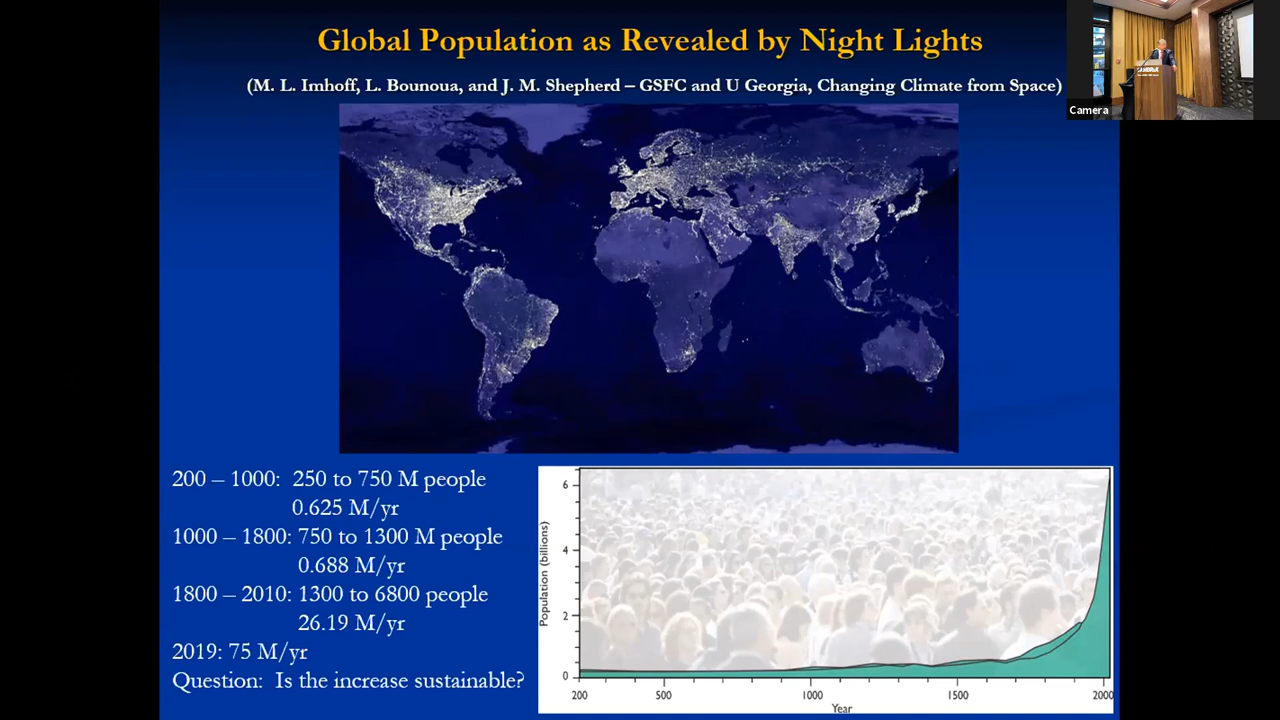 Global Population as Revealed by Night Lights
(M. L. Imhoff, L. Bounoua, and J. M. Shepherd – GSFC and U Georgia, Changing Climate from Space)
Camera
200 – 1000: 250 to 750 M people
0.625 M/yr
1000 – 1800: 750 to 1300 M people
0.688 M/yr
1800 – 2010: 1300 to 6800 people
26.19 M/yr
2019: 75 M/yr
Question: Is the increase sustainable?
Population (billions)
6
4
2
0
200 500 1000 1500 2000
Year